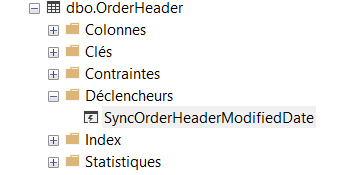 dbo.OrderHeader
Colonnes
Clés
Contraintes
Déclencheurs
SyncOrderHeaderModifiedDate
Index
Statistiques